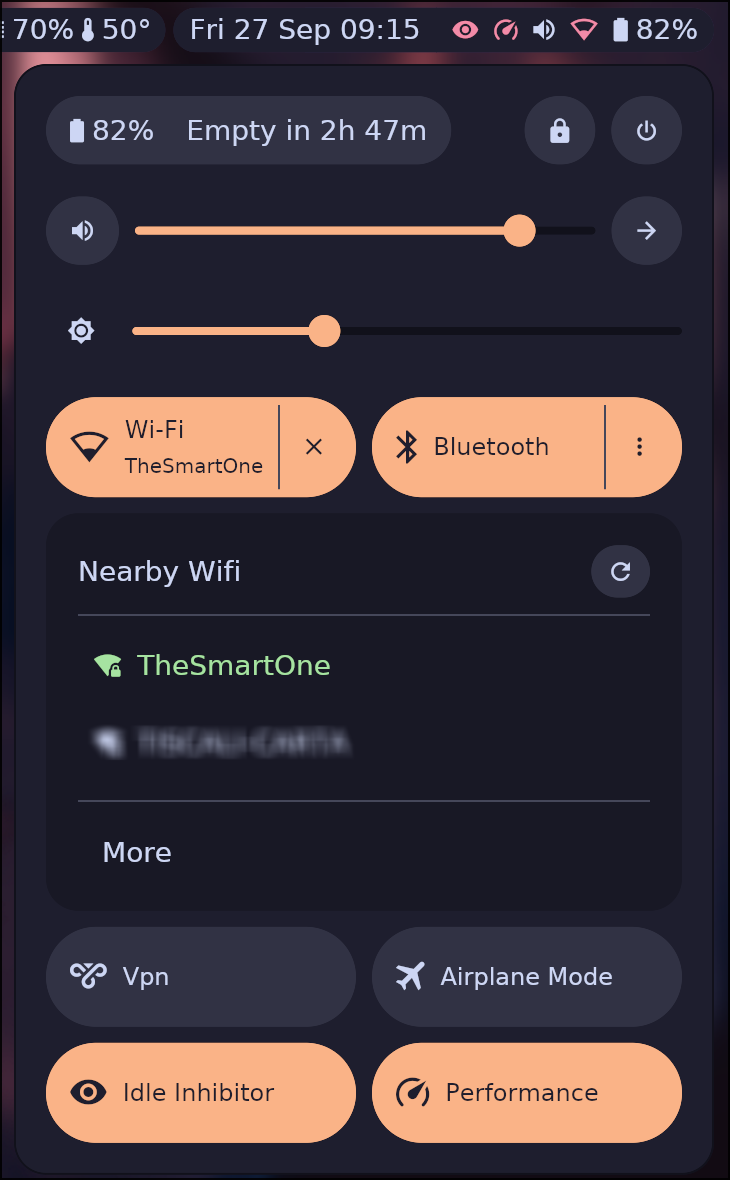 70% 50° Fri 27 Sep 09:15 82%
82% Empty in 2h 47m
Wi-Fi
TheSmartOne
Bluetooth
Nearby Wifi
TheSmartOne
More
Vpn
Airplane Mode
Idle Inhibitor
Performance